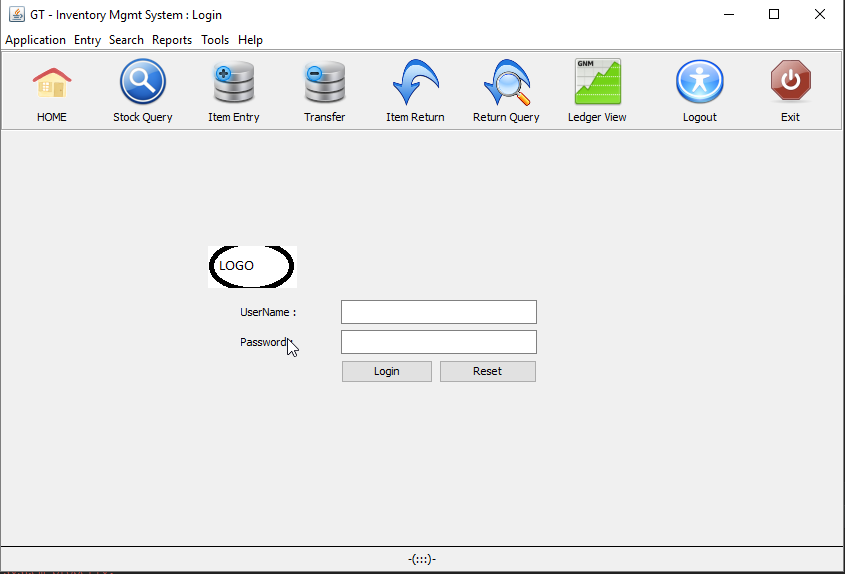 GT - Inventory Mgmt System : Login
Application Entry Search Reports Tools Help
GNM
HOME Stock Query Item Entry Transfer Item Return Return Query Ledger View Logout Exit
LOGO
UserName :
Password :
Login Reset
-(:::)-